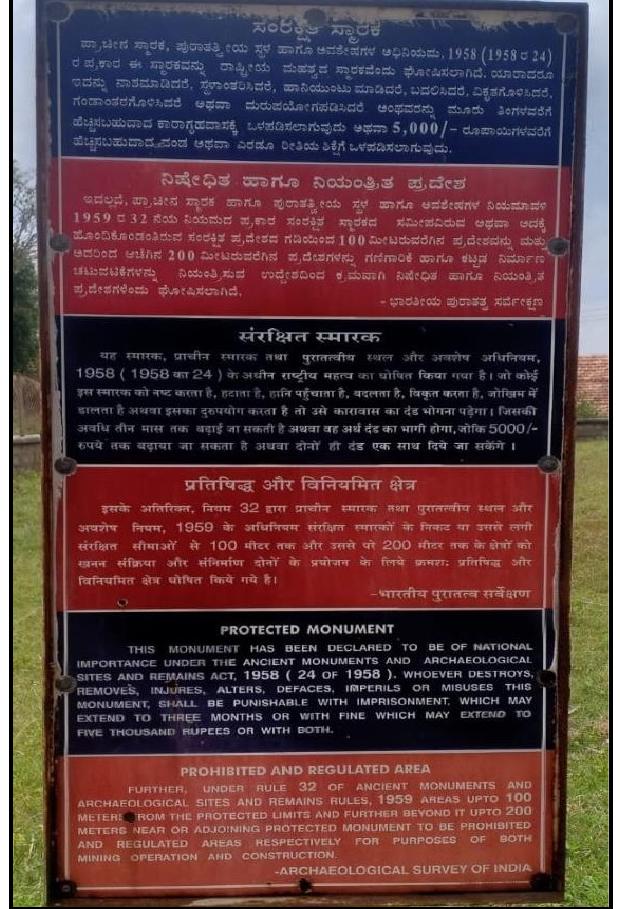 ಸಂರಕ್ಷಿತ ಸ್ಮಾರಕ
ಪ್ರಾಚೀನ ಸ್ಮಾರಕ, ಪುರಾತತ್ವೀಯ ಸ್ಥಳ ಹಾಗೂ ಅವಶೇಷಗಳ ಅಧಿನಿಯಮ, 1958 (1958 ರ 24)
ರ ಪ್ರಕಾರ ಈ ಸ್ಮಾರಕವನ್ನು ರಾಷ್ಟ್ರೀಯ ಮಹತ್ವದ ಸ್ಮಾರಕವೆಂದು ಘೋಷಿಸಲಾಗಿದೆ. ಯಾರಾದರೂ
ಇದನ್ನು ನಾಶಮಾಡಿದರೆ, ಸ್ಥಳಾಂತರಿಸಿದರೆ, ಹಾನಿಯುಂಟು ಮಾಡಿದರೆ, ಬದಲಿಸಿದರೆ, ವಿಕೃತಗೊಳಿಸಿದರೆ,
ಗಂಡಾಂತರಗೊಳಿಸಿದರೆ ಅಥವಾ ದುರುಪಯೋಗಪಡಿಸಿದರೆ ಅಂಥವರನ್ನು ಮೂರು ತಿಂಗಳವರೆಗೆ
ಹೆಚ್ಚಿಸಬಹುದಾದ ಕಾರಾಗೃಹವಾಸಕ್ಕೆ ಒಳಪಡಿಸಲಾಗುವುದು ಅಥವಾ 5,000/- ರೂಪಾಯಿಗಳವರೆಗೆ
ಹೆಚ್ಚಿಸಬಹುದಾದ ದಂಡ ಅಥವಾ ಎರಡೂ ರೀತಿಯ ಶಿಕ್ಷೆಗೆ ಒಳಪಡಿಸಲಾಗುವುದು.
ನಿಷೇಧಿತ ಹಾಗೂ ನಿಯಂತ್ರಿತ ಪ್ರದೇಶ
ಇದಲ್ಲದೆ, ಪ್ರಾಚೀನ ಸ್ಮಾರಕ ಹಾಗೂ ಪುರಾತತ್ವೀಯ ಸ್ಥಳ ಹಾಗೂ ಅವಶೇಷಗಳ ನಿಯಮಾವಳಿ
1959 ರ 32 ನೆಯ ನಿಯಮದ ಪ್ರಕಾರ ಸಂರಕ್ಷಿತ ಸ್ಮಾರಕದ ಸಮೀಪವಿರುವ ಅಥವಾ ಅದಕ್ಕೆ
ಹೊಂದಿಕೊಂಡಂತಿರುವ ಸಂರಕ್ಷಿತ ಪ್ರದೇಶದ ಗಡಿಯಿಂದ 100 ಮೀಟರುವರೆಗಿನ ಪ್ರದೇಶವನ್ನು ಮತ್ತು
ಅದರಿಂದ ಆಚೆಗಿನ 200 ಮೀಟರುವರೆಗಿನ ಪ್ರದೇಶಗಳನ್ನು ಗಣಿಗಾರಿಕೆ ಹಾಗೂ ಕಟ್ಟಡ ನಿರ್ಮಾಣ
ಚಟುವಟಿಕೆಗಳನ್ನು ನಿಯಂತ್ರಿಸುವ ಉದ್ದೇಶದಿಂದ ಕ್ರಮವಾಗಿ ನಿಷೇಧಿತ ಹಾಗೂ ನಿಯಂತ್ರಿತ
ಪ್ರದೇಶಗಳೆಂದು ಘೋಷಿಸಲಾಗಿದೆ.
- ಭಾರತೀಯ ಪುರಾತತ್ವ ಸರ್ವೇಕ್ಷಣ
संरक्षित स्मारक
यह स्मारक, प्राचीन स्मारक तथा पुरातत्वीय स्थल और अवशेष अधिनियम,
1958 ( 1958 का 24 ) के अधीन राष्ट्रीय महत्व का घोषित किया गया है । जो कोई
इस स्मारक को नष्ट करता है, हटाता है, हानि पहुँचाता है, बदलता है, विकृत करता है, जोखिम में
डालता है अथवा इसका दुरुपयोग करता है तो उसे कारावास का दंड भोगना पड़ेगा । जिसकी
अवधि तीन मास तक बढ़ाई जा सकती है अथवा वह अर्थ दंड का भागी होगा, जोकि 5000/-
रुपये तक बढ़ाया जा सकता है अथवा दोनों ही दंड एक साथ दिये जा सकेंगे ।
प्रतिषिद्ध और विनियमित क्षेत्र
इसके अतिरिक्त, नियम 32 द्वारा प्राचीन स्मारक तथा पुरातत्वीय स्थल और
अवशेष नियम, 1959 के अधिनियम संरक्षित स्मारकों के निकट या उससे लगी
संरक्षित सीमाओं से 100 मीटर तक और उससे परे 200 मीटर तक के क्षेत्रों को
खनन संक्रिया और संनिर्माण दोनों के प्रयोजन के लिये क्रमशः प्रतिषिद्ध और
विनियमित क्षेत्र घोषित किये गये है ।
-भारतीय पुरातत्व सर्वेक्षण
PROTECTED MONUMENT
THIS MONUMENT HAS BEEN DECLARED TO BE OF NATIONAL
IMPORTANCE UNDER THE ANCIENT MONUMENTS AND ARCHAEOLOGICAL
SITES AND REMAINS ACT, 1958 ( 24 OF 1958 ). WHOEVER DESTROYS,
REMOVES, INJURES, ALTERS, DEFACES, IMPERILS OR MISUSES THIS
MONUMENT, SHALL BE PUNISHABLE WITH IMPRISONMENT, WHICH MAY
EXTEND TO THREE MONTHS OR WITH FINE WHICH MAY EXTEND TO
FIVE THOUSAND RUPEES OR WITH BOTH.
PROHIBITED AND REGULATED AREA
FURTHER, UNDER RULE 32 OF ANCIENT MONUMENTS AND
ARCHAEOLOGICAL SITES AND REMAINS RULES, 1959 AREAS UPTO 100
METERS FROM THE PROTECTED LIMITS AND FURTHER BEYOND IT UPTO 200
METERS NEAR OR ADJOINING PROTECTED MONUMENT TO BE PROHIBITED
AND REGULATED AREAS RESPECTIVELY FOR PURPOSES OF BOTH
MINING OPERATION AND CONSTRUCTION.
-ARCHAEOLOGICAL SURVEY OF INDIA